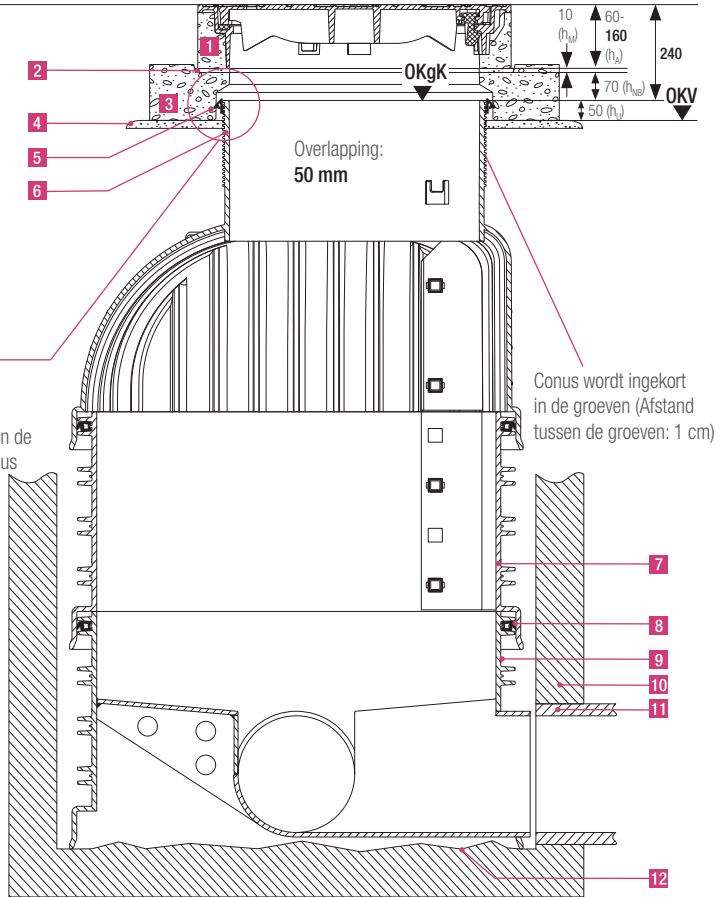 10
(hM)
60-
160
(hA)
240
1
2
70 (hNB)
OKgK
3
OKV
50 (hU)
4
5
6
Overlapping:
50 mm
Conus wordt ingekort
in de groeven (Afstand
tussen de groeven: 1 cm)
n de
us
7
8
9
10
11
12